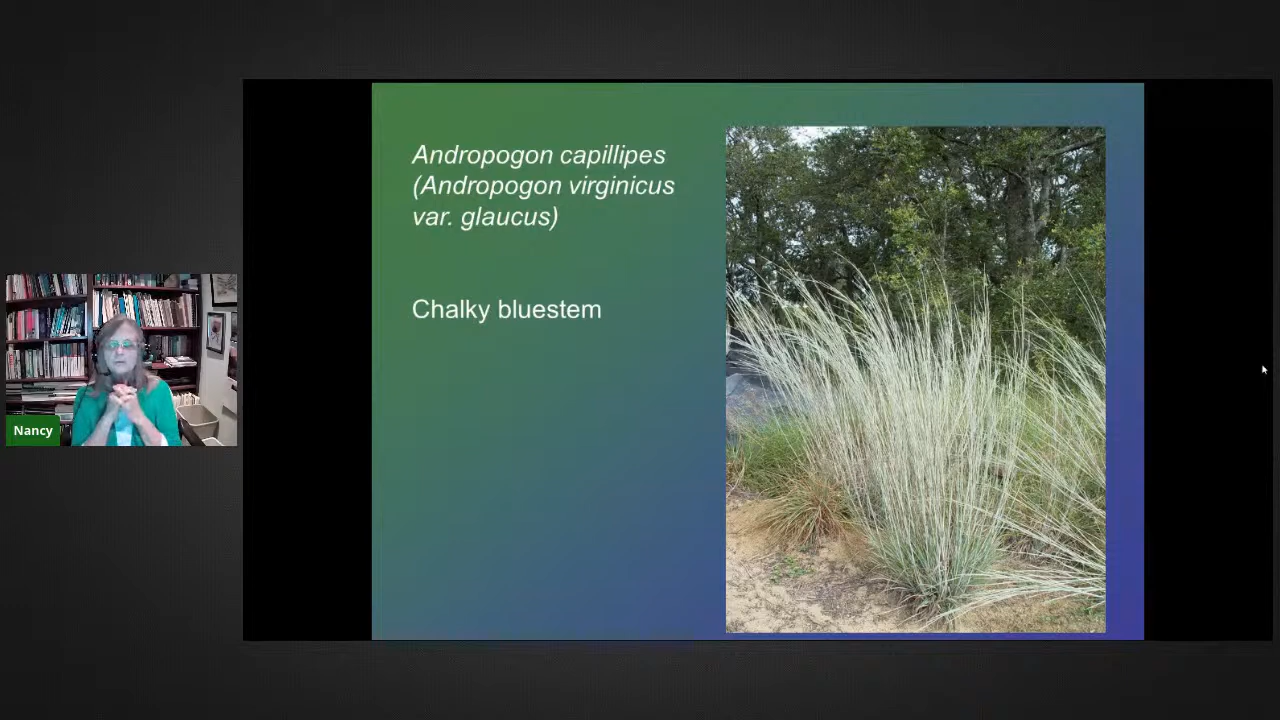 Andropogon capillipes
(Andropogon virginicus
var. glaucus)
Chalky bluestem
Nancy